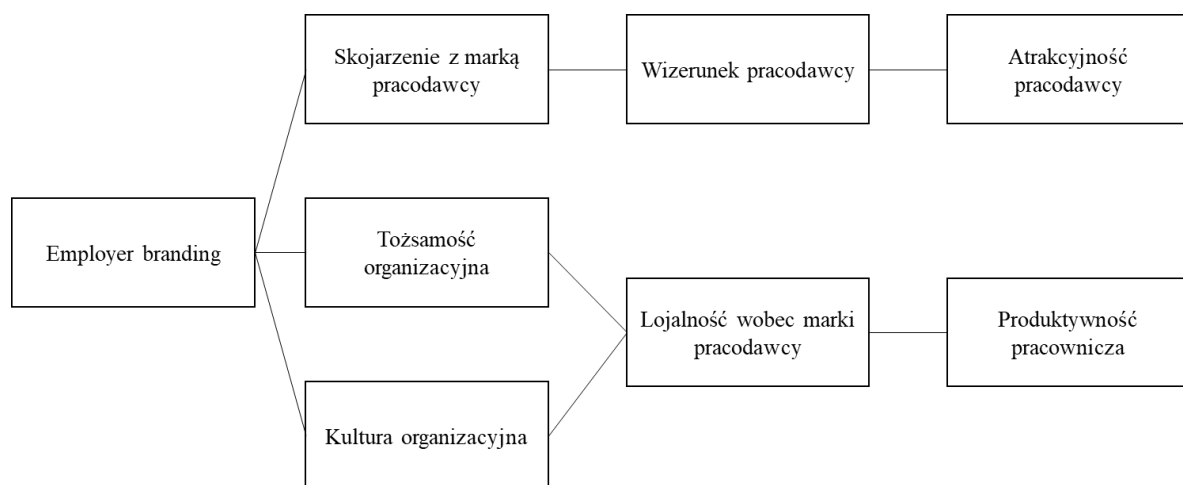 Skojarzenie z marką
pracodawcy
Wizerunek pracodawcy
Atrakcyjność
pracodawcy
Employer branding
Tożsamość
organizacyjna
Lojalność wobec marki
pracodawcy
Produktywność
pracownicza
Kultura organizacyjna